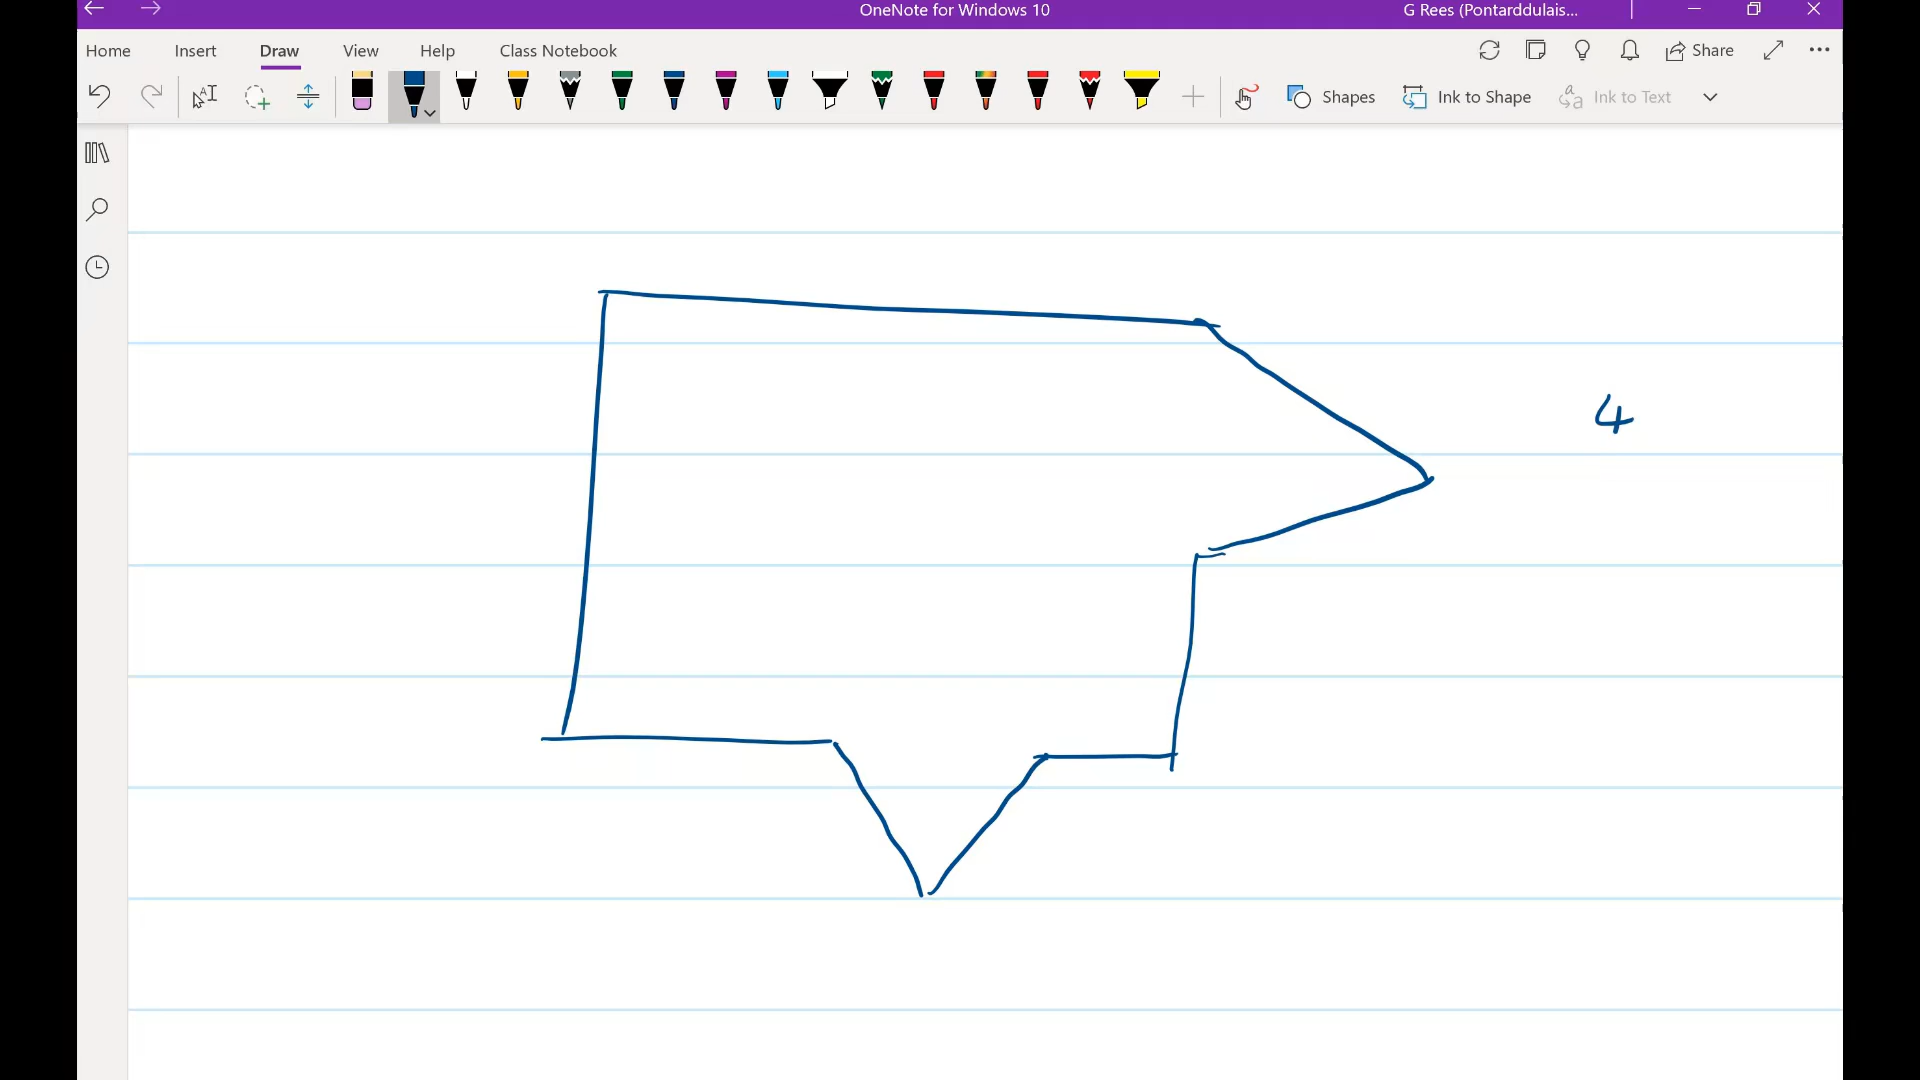 OneNote for Windows 10
G Rees (Pontarddulais...
Home Insert Draw View Help Class Notebook
Share
Shapes Ink to Shape Ink to Text
4